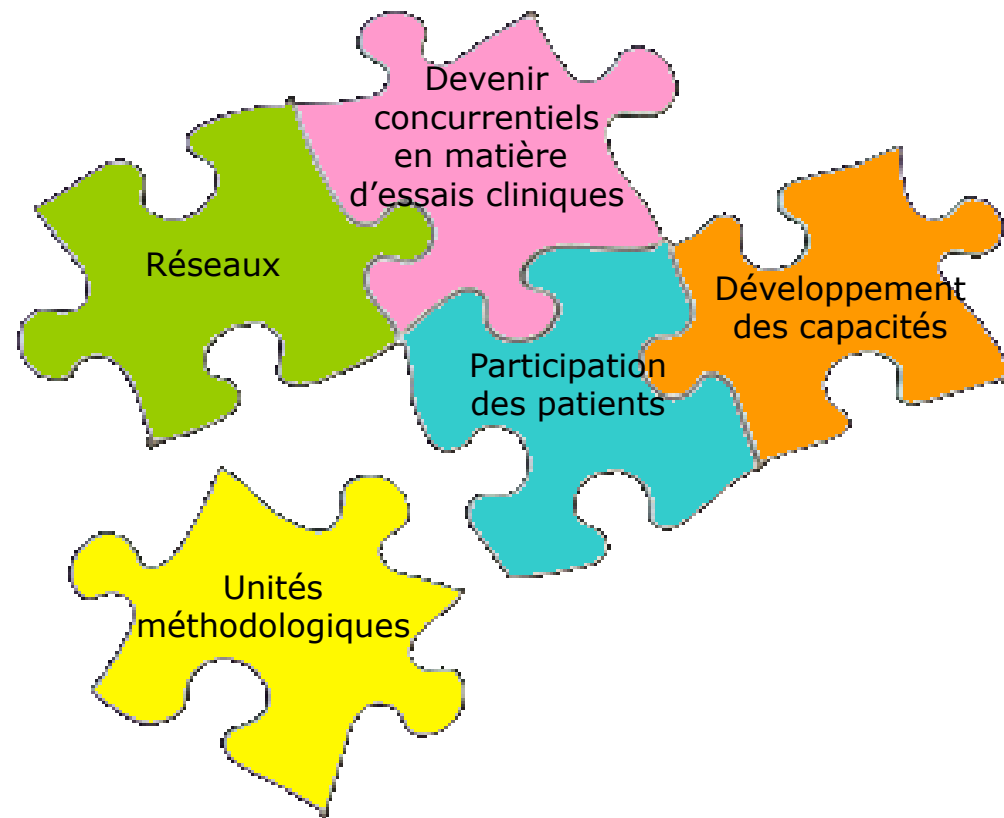 Devenir
concurrentiels
en matière
d'essais cliniques
Réseaux
Développement
des capacités
Participation
des patients
Unités
méthodologiques